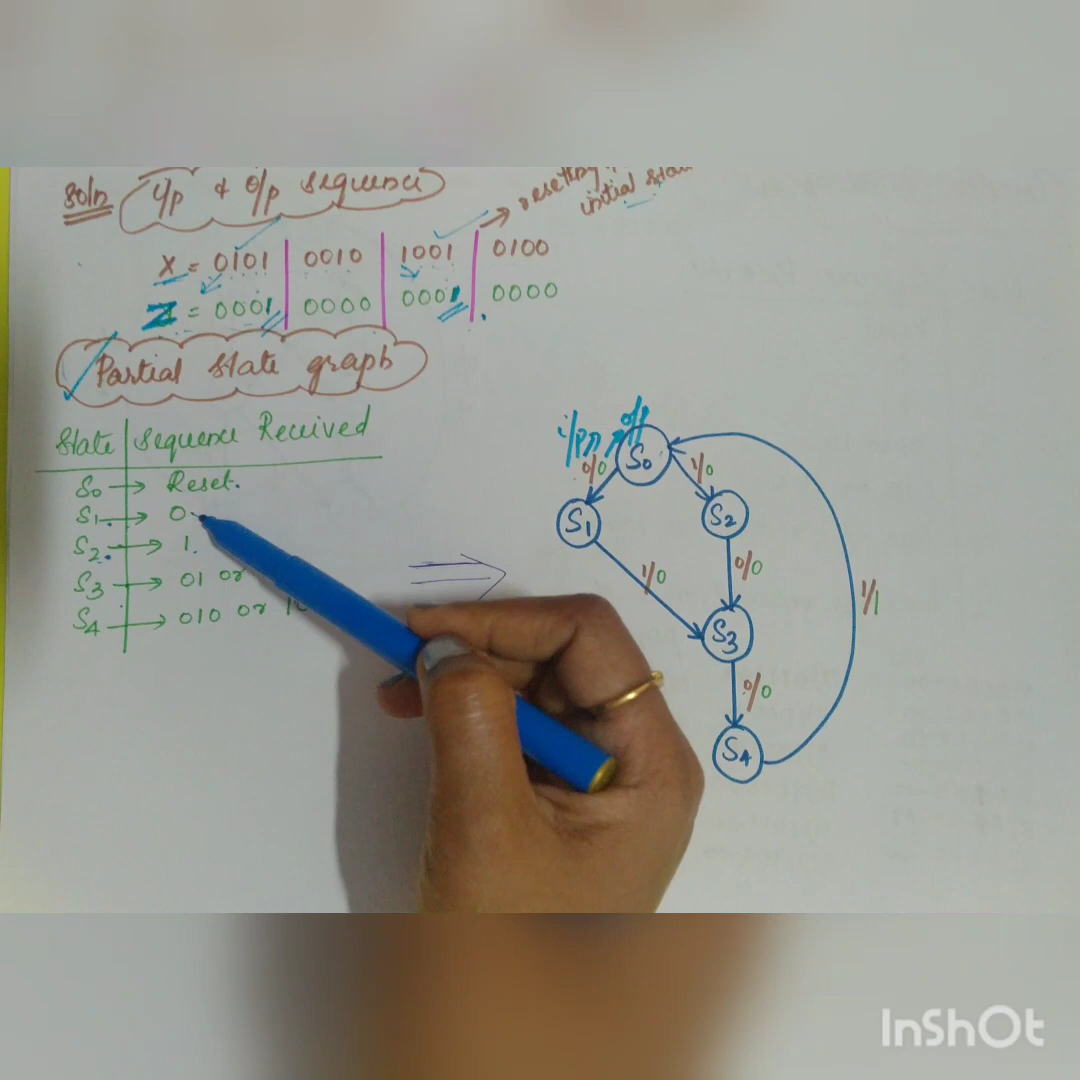 soln i/p & o/p sequence
initial state
X = 0101 | 0010 | 1001 | 0100
Z = 0001 | 0000 | 0001 | 0000
Partial state graph
State | Sequence Received
S0 → Reset.
S1 → 0
S2 → 1.
S3 → 01 or
S4 → 010 or 10
i/p o/p
S0
0/0 1/0
S1 S2
1/0 0/0
1/1
S3
0/0
S4
InShOt